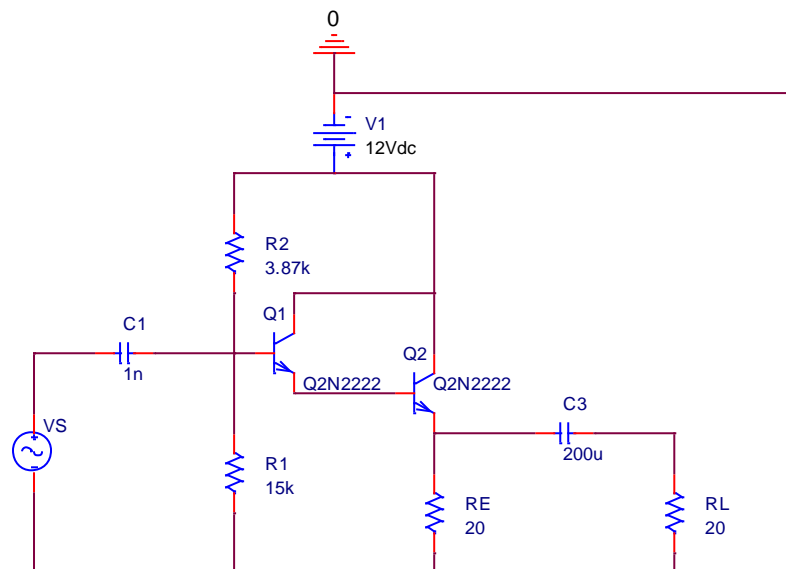 0
-
V1
12Vdc
+
R2
3.87k
Q1
C1
1n
Q2
Q2N2222
Q2N2222
VS
+
-
C3
200u
R1
15k
RE
20
RL
20